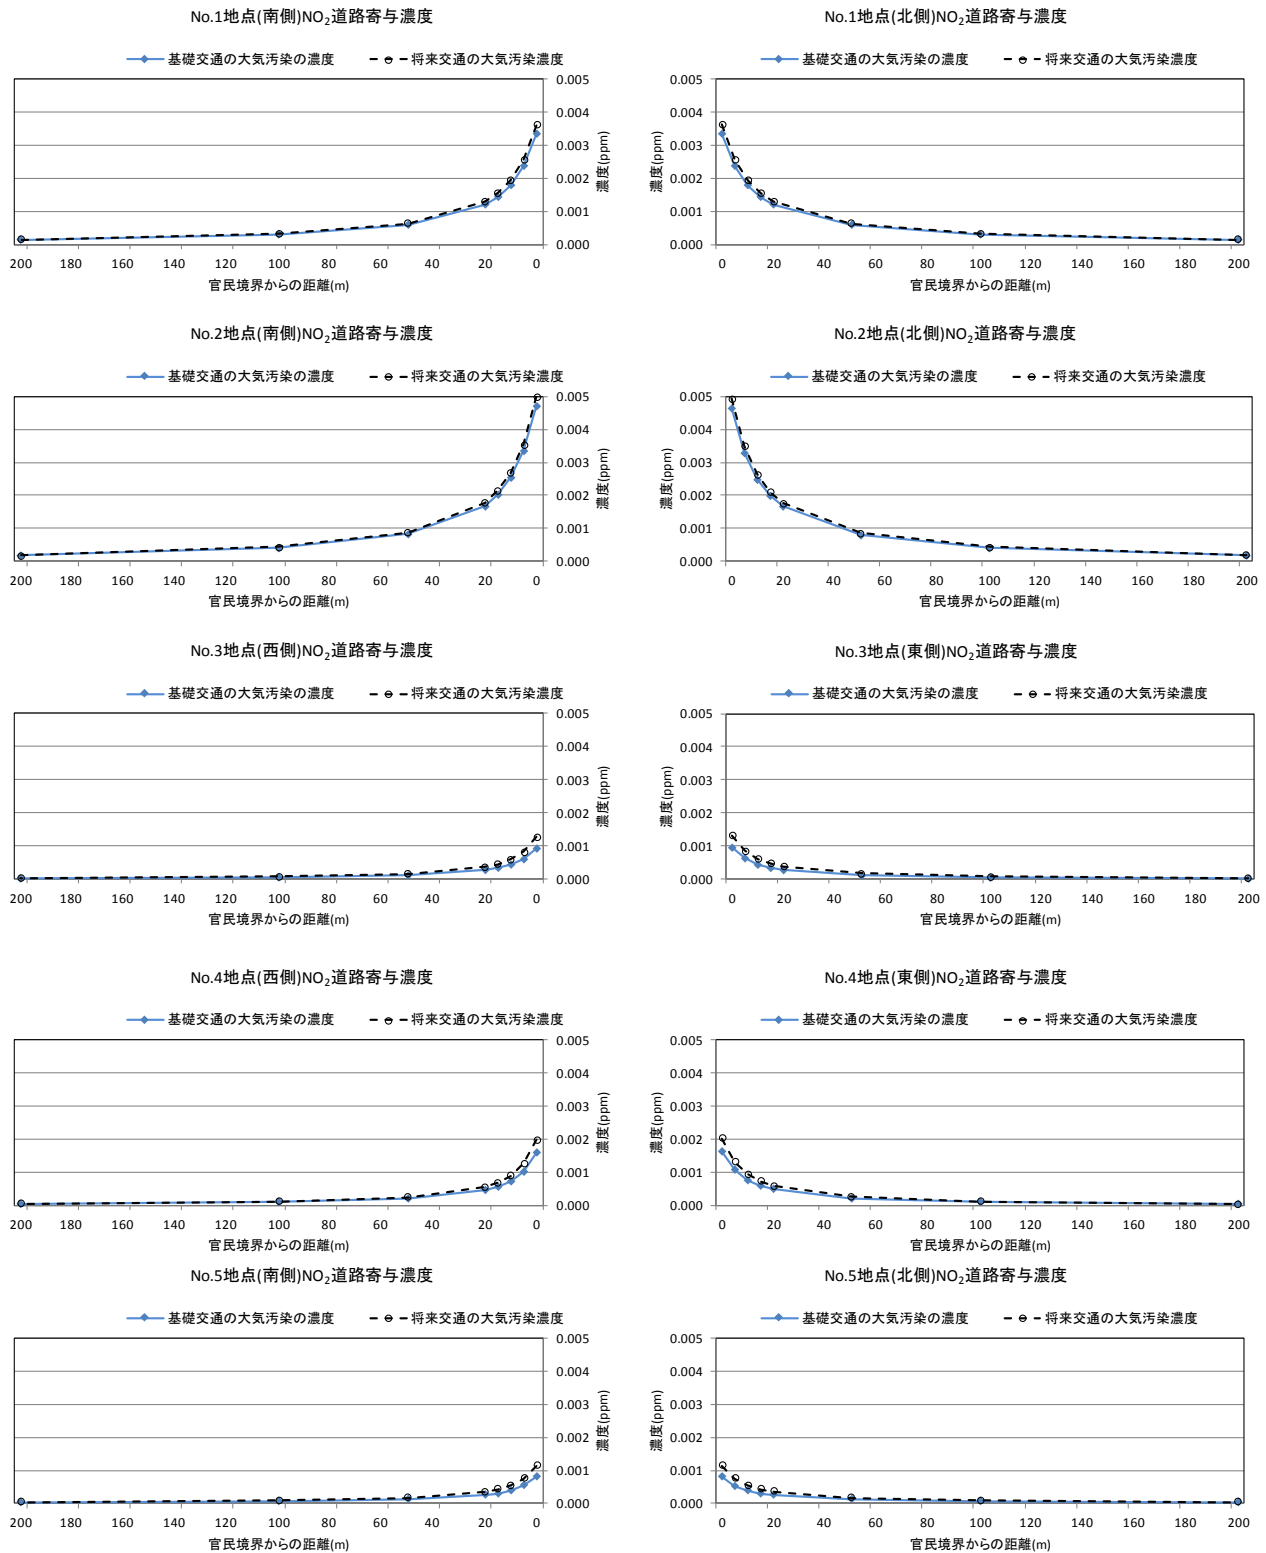 No.1地点(南側)NO₂道路寄与濃度
基礎交通の大気汚染の濃度 将来交通の大気汚染濃度
0.005
0.004
0.003
0.002
0.001
0.000
濃度(ppm)
200 180 160 140 120 100 80 60 40 20 0
官民境界からの距離(m)
No.1地点(北側)NO₂道路寄与濃度
基礎交通の大気汚染の濃度 将来交通の大気汚染濃度
0.005
0.004
0.003
0.002
0.001
0.000
濃度(ppm)
0 20 40 60 80 100 120 140 160 180 200
官民境界からの距離(m)
No.2地点(南側)NO₂道路寄与濃度
基礎交通の大気汚染の濃度 将来交通の大気汚染濃度
0.005
0.004
0.003
0.002
0.001
0.000
濃度(ppm)
200 180 160 140 120 100 80 60 40 20 0
官民境界からの距離(m)
No.2地点(北側)NO₂道路寄与濃度
基礎交通の大気汚染の濃度 将来交通の大気汚染濃度
0.005
0.004
0.003
0.002
0.001
0.000
濃度(ppm)
0 20 40 60 80 100 120 140 160 180 200
官民境界からの距離(m)
No.3地点(西側)NO₂道路寄与濃度
基礎交通の大気汚染の濃度 将来交通の大気汚染濃度
0.005
0.004
0.003
0.002
0.001
0.000
濃度(ppm)
200 180 160 140 120 100 80 60 40 20 0
官民境界からの距離(m)
No.3地点(東側)NO₂道路寄与濃度
基礎交通の大気汚染の濃度 将来交通の大気汚染濃度
0.005
0.004
0.003
0.002
0.001
0.000
濃度(ppm)
0 20 40 60 80 100 120 140 160 180 200
官民境界からの距離(m)
No.4地点(西側)NO₂道路寄与濃度
基礎交通の大気汚染の濃度 将来交通の大気汚染濃度
0.005
0.004
0.003
0.002
0.001
0.000
濃度(ppm)
200 180 160 140 120 100 80 60 40 20 0
官民境界からの距離(m)
No.4地点(東側)NO₂道路寄与濃度
基礎交通の大気汚染の濃度 将来交通の大気汚染濃度
0.005
0.004
0.003
0.002
0.001
0.000
濃度(ppm)
0 20 40 60 80 100 120 140 160 180 200
官民境界からの距離(m)
No.5地点(南側)NO₂道路寄与濃度
基礎交通の大気汚染の濃度 将来交通の大気汚染濃度
0.005
0.004
0.003
0.002
0.001
0.000
濃度(ppm)
200 180 160 140 120 100 80 60 40 20 0
官民境界からの距離(m)
No.5地点(北側)NO₂道路寄与濃度
基礎交通の大気汚染の濃度 将来交通の大気汚染濃度
0.005
0.004
0.003
0.002
0.001
0.000
濃度(ppm)
0 20 40 60 80 100 120 140 160 180 200
官民境界からの距離(m)